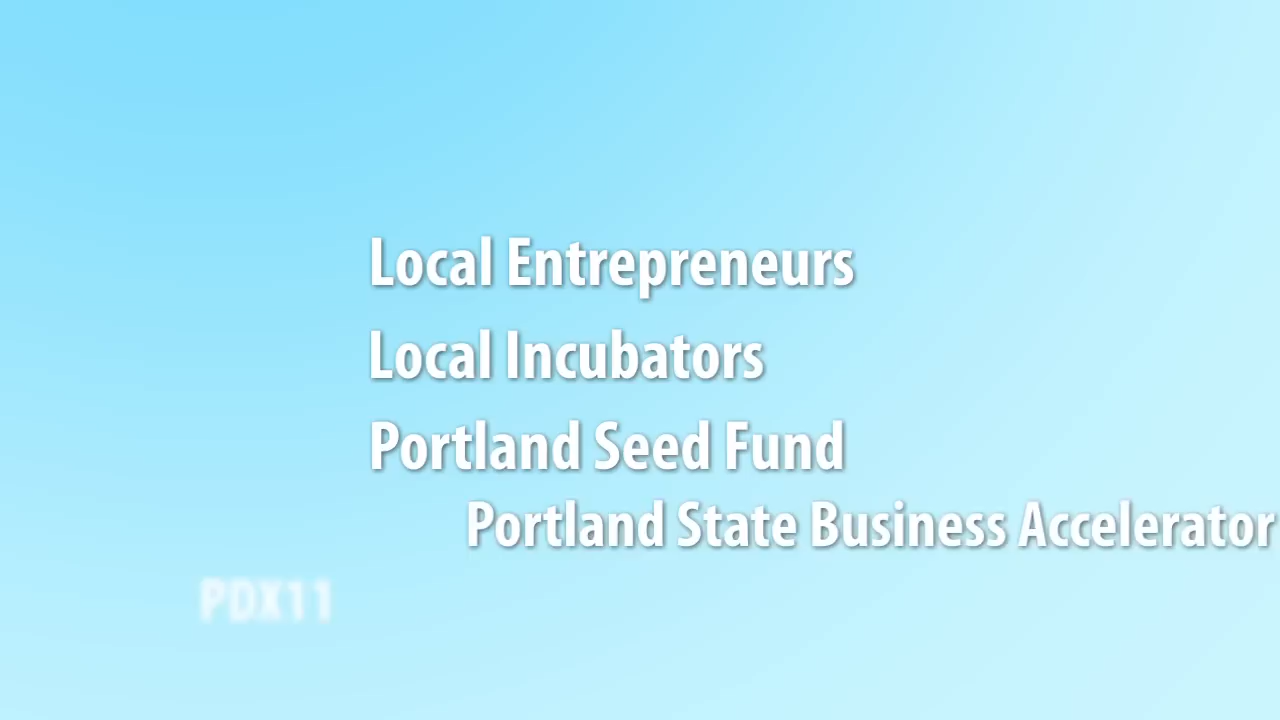 Local Entrepreneurs
Local Incubators
Portland Seed Fund
Portland State Business Accelerator
PDX11